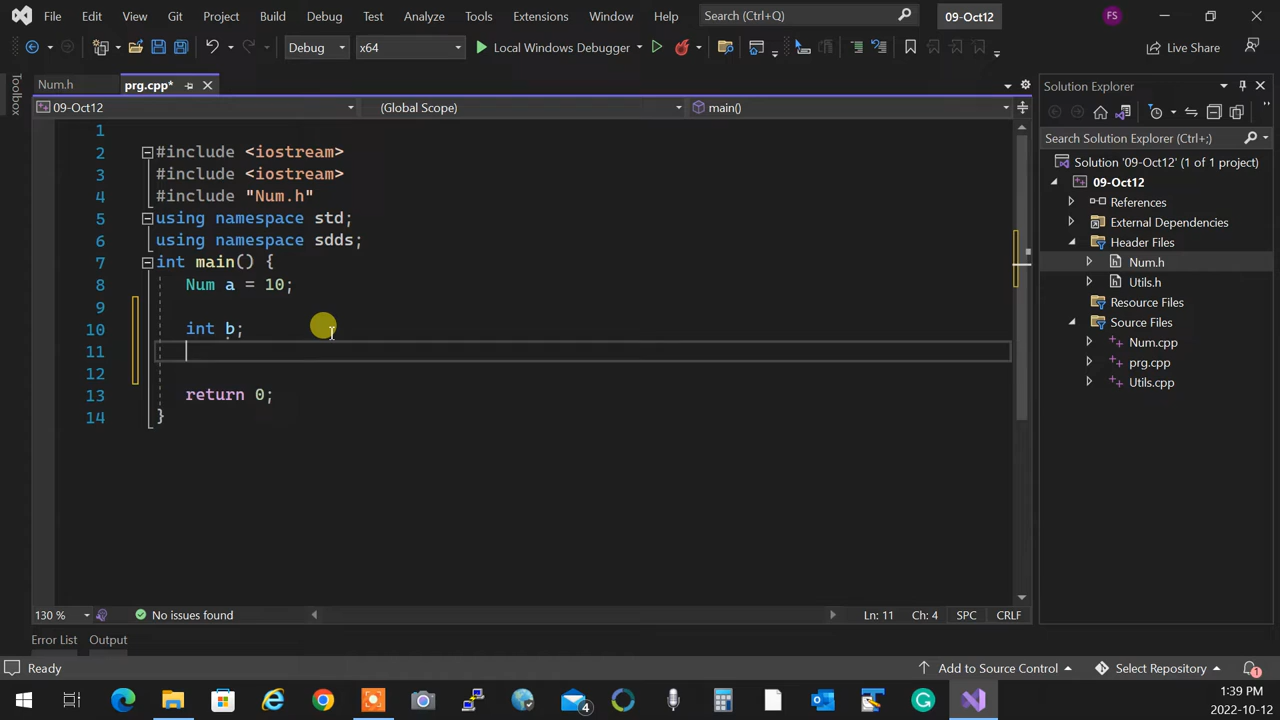 File Edit View Git Project Build Debug Test Analyze Tools Extensions Window Help Search (Ctrl+Q) 09-Oct12 FS
Debug x64 Local Windows Debugger Live Share
Toolbox
Num.h prg.cpp*
09-Oct12 (Global Scope) main()
1
2 #include <iostream>
3 #include <iostream>
4 #include "Num.h"
5 using namespace std;
6 using namespace sdds;
7 int main() {
8 Num a = 10;
9
10 int b;
11
12
13 return 0;
14 }
130 % No issues found Ln: 11 Ch: 4 SPC CRLF
Error List Output
Solution Explorer
Search Solution Explorer (Ctrl+;)
Solution '09-Oct12' (1 of 1 project)
09-Oct12
References
External Dependencies
Header Files
Num.h
Utils.h
Resource Files
Source Files
Num.cpp
prg.cpp
Utils.cpp
Ready Add to Source Control Select Repository 1
4
1:39 PM
2022-10-12